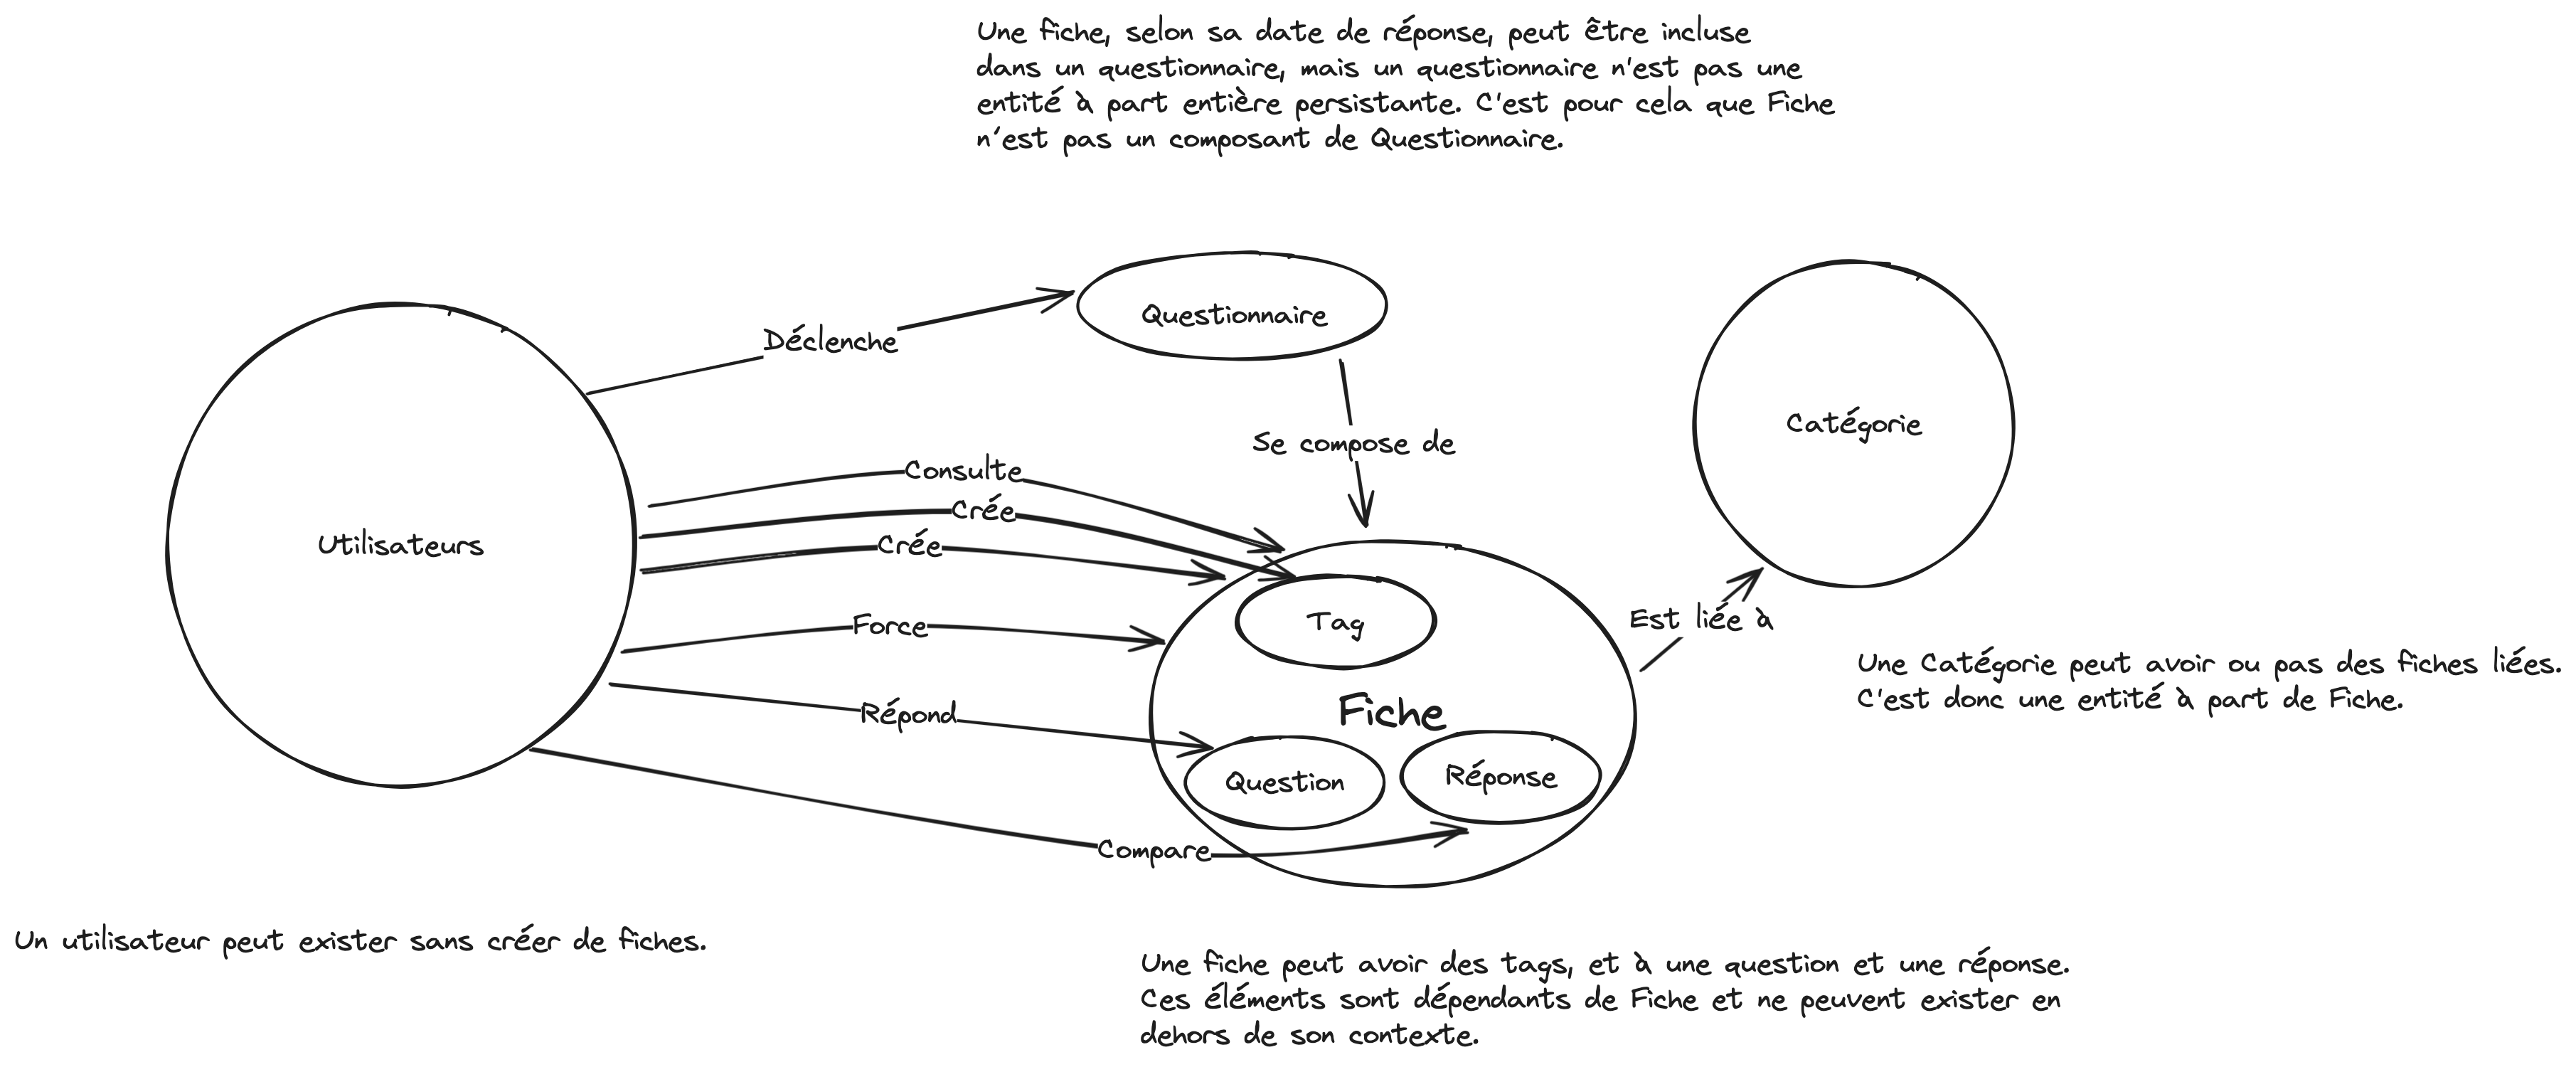 Une fiche, selon sa date de réponse, peut être incluse
dans un questionnaire, mais un questionnaire n'est pas une
entité à part entière persistante. C'est pour cela que Fiche
n'est pas un composant de Questionnaire.
Questionnaire
Déclenche
Catégorie
Se compose de
Consulte
Crée
Utilisateurs
Crée
Tag
Est liée à
Force
Une Catégorie peut avoir ou pas des fiches liées.
C'est donc une entité à part de Fiche.
Fiche
Répond
Question
Réponse
Compare
Un utilisateur peut exister sans créer de fiches.
Une fiche peut avoir des tags, et à une question et une réponse.
Ces éléments sont dépendants de Fiche et ne peuvent exister en
dehors de son contexte.